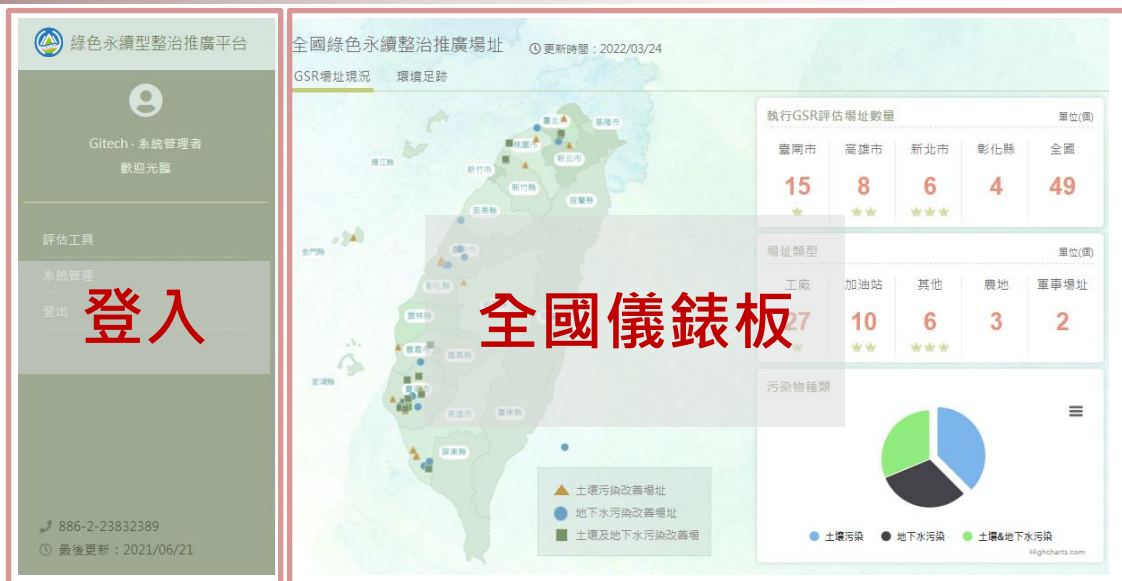 綠色永續型整治推廣平台
Gitech · 系統管理者
歡迎光臨
評估工具
系統管理
登出
登入
886-2-23832389
最後更新：2021/06/21
全國綠色永續整治推廣場址
更新時間：2022/03/24
GSR場址現況
環境足跡
臺北市
基隆市
桃園市
新北市
連江縣
新竹市
新竹縣
宜蘭縣
苗栗縣
金門縣
彰化縣
雲林縣
澎湖縣
高雄市
臺東縣
屏東縣
全國儀錶板
土壤污染改善場址
地下水污染改善場址
土壤及地下水污染改善場
執行GSR評估場址數量
單位(個)
臺南市 高雄市 新北市 彰化縣 全國
15 8 6 4 49
場址類型
單位(個)
工廠 加油站 其他 農地 軍事場址
27 10 6 3 2
污染物種類
土壤污染 地下水污染 土壤&地下水污染
Highcharts.com